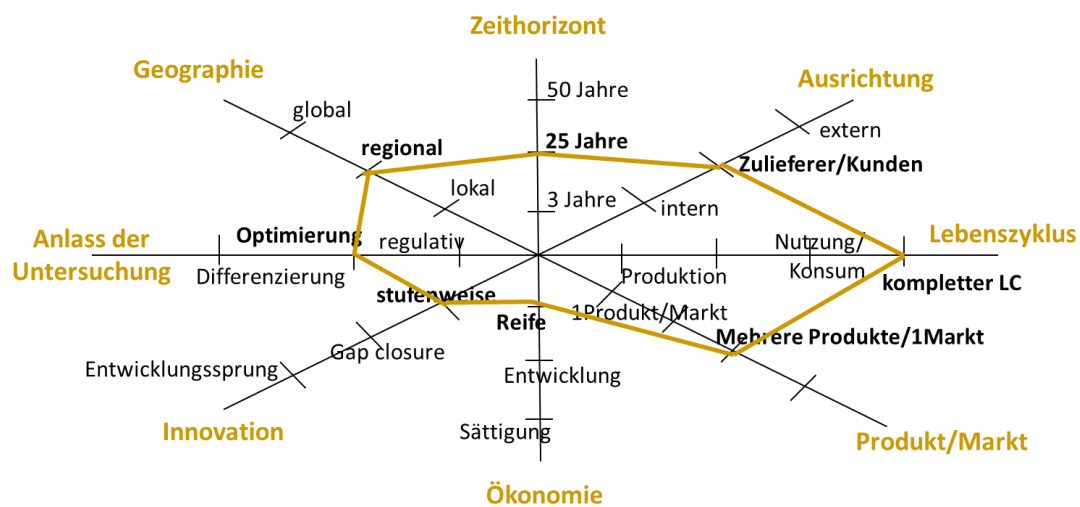 Zeithorizont
Geographie
Ausrichtung
50 Jahre
global
extern
regional
25 Jahre
Zulieferer/Kunden
lokal
3 Jahre
intern
Anlass der
Untersuchung
Optimierung
regulativ
Nutzung/
Konsum
Lebenszyklus
Differenzierung
Produktion
kompletter LC
stufenweise
Reife
1Produkt/Markt
Mehrere Produkte/1Markt
Gap closure
Entwicklungssprung
Entwicklung
Innovation
Sättigung
Produkt/Markt
Ökonomie